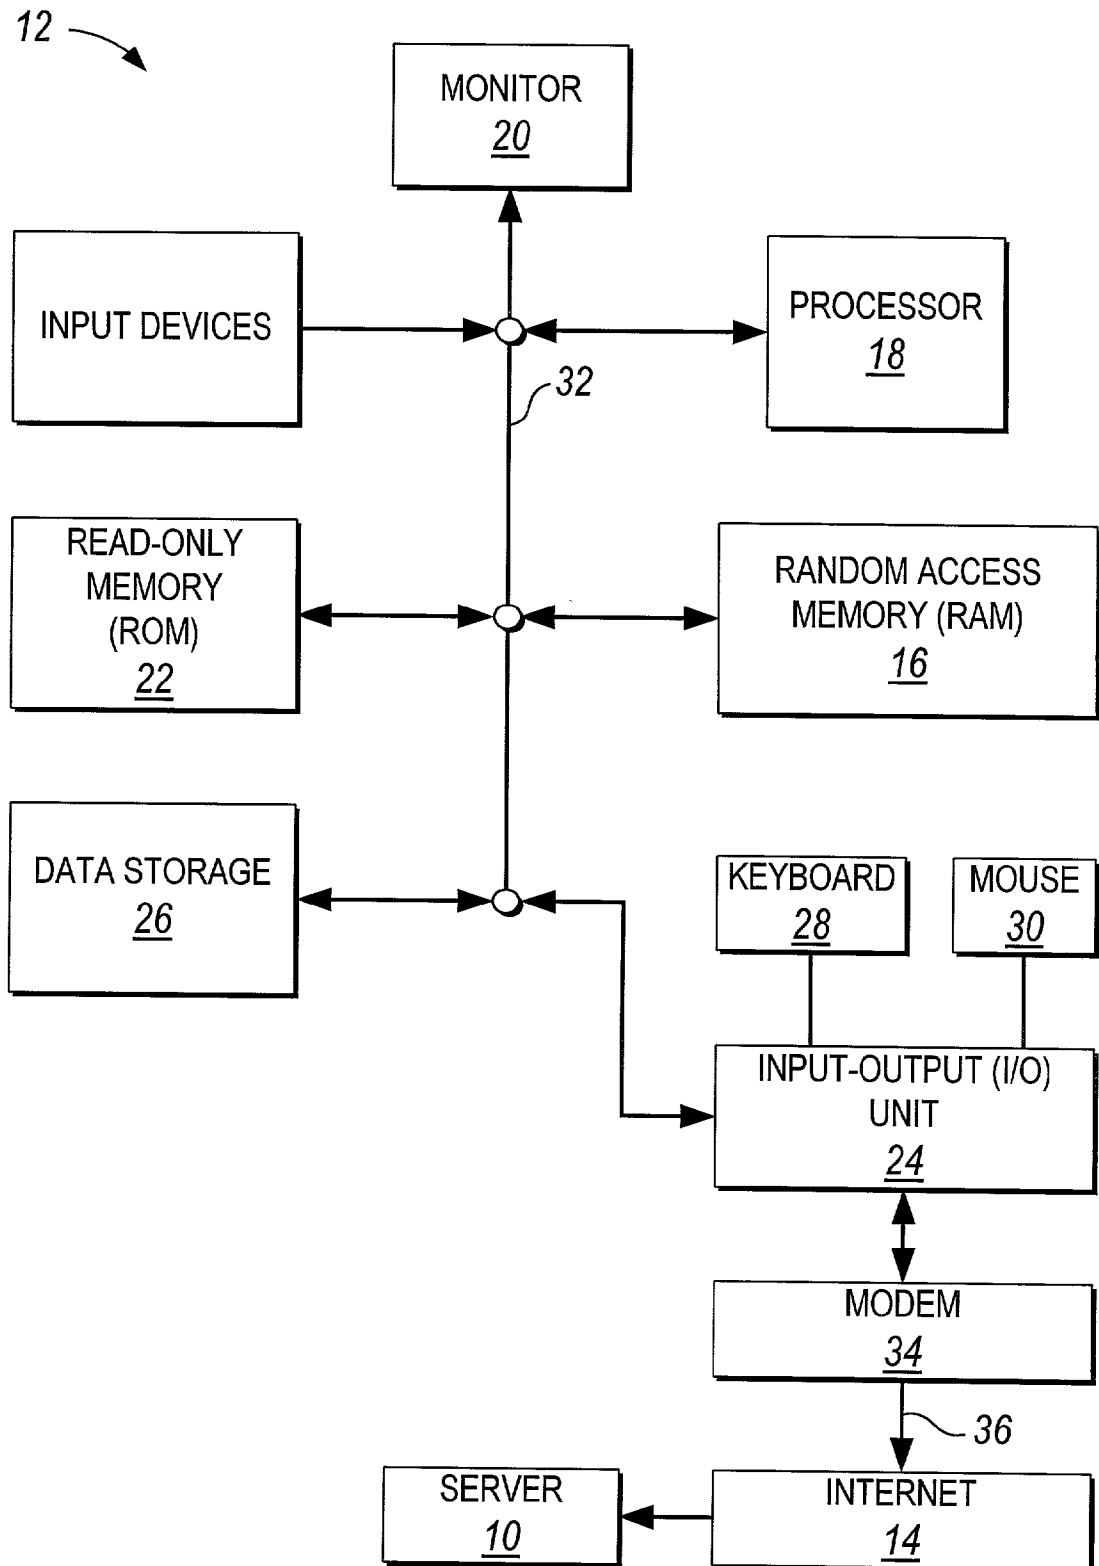 12
MONITOR
20
INPUT DEVICES
PROCESSOR
18
32
READ-ONLY
MEMORY
(ROM)
22
RANDOM ACCESS
MEMORY (RAM)
16
DATA STORAGE
26
KEYBOARD
28
MOUSE
30
INPUT-OUTPUT (I/O)
UNIT
24
MODEM
34
36
SERVER
10
INTERNET
14